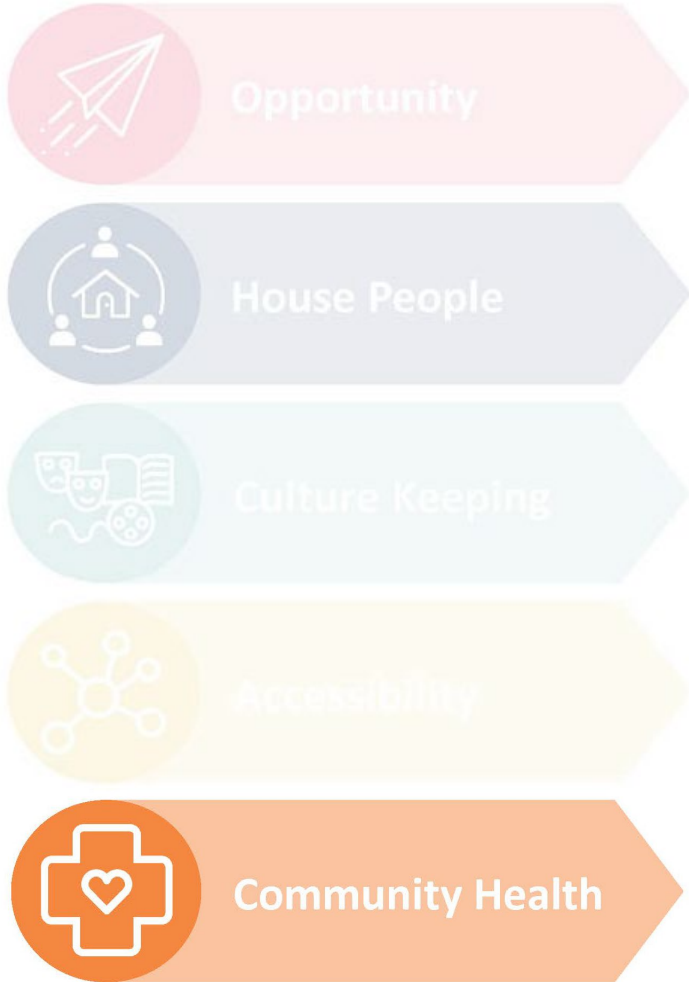 Opportunity
House People
Culture Keeping
Accessibility
Community Health